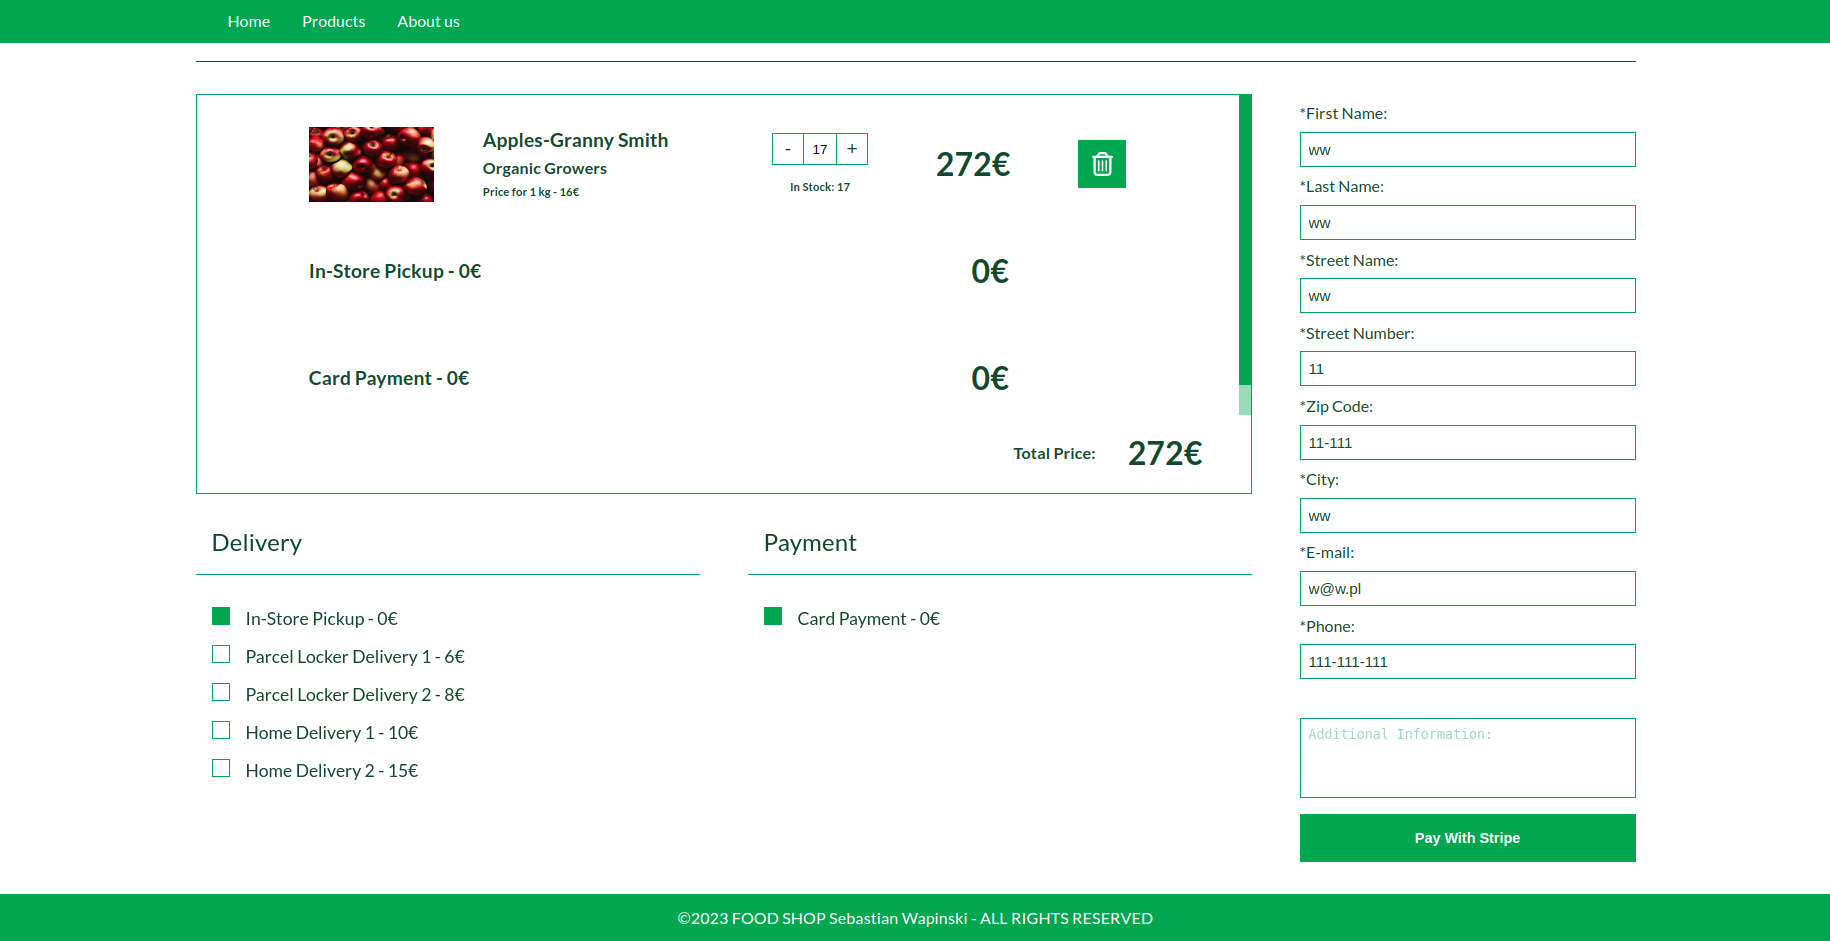 Home Products About us
Apples-Granny Smith
Organic Growers
Price for 1 kg - 16€
- 17 +
In Stock: 17
272€
In-Store Pickup - 0€ 0€
Card Payment - 0€ 0€
Total Price: 272€
Delivery
In-Store Pickup - 0€
Parcel Locker Delivery 1 - 6€
Parcel Locker Delivery 2 - 8€
Home Delivery 1 - 10€
Home Delivery 2 - 15€
Payment
Card Payment - 0€
*First Name:
ww
*Last Name:
ww
*Street Name:
ww
*Street Number:
11
*Zip Code:
11-111
*City:
ww
*E-mail:
w@w.pl
*Phone:
111-111-111
Additional Information:
Pay With Stripe
©2023 FOOD SHOP Sebastian Wapinski - ALL RIGHTS RESERVED